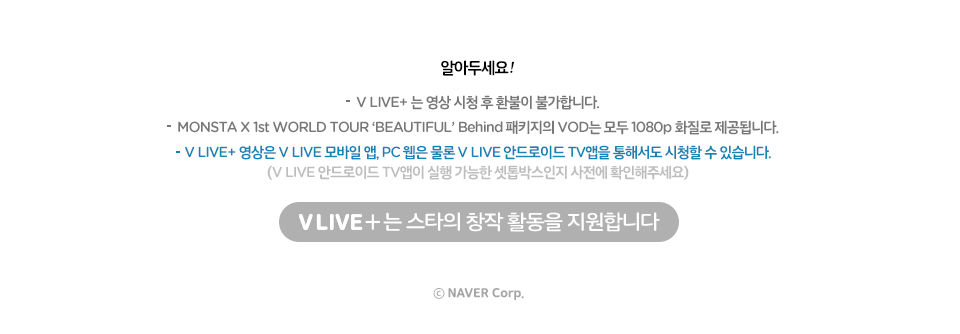 알아두세요!
- V LIVE+ 는 영상 시청 후 환불이 불가합니다.
- MONSTA X 1st WORLD TOUR ‘BEAUTIFUL’ Behind 패키지의 VOD는 모두 1080p 화질로 제공됩니다.
- V LIVE+ 영상은 V LIVE 모바일 앱, PC 웹은 물론 V LIVE 안드로이드 TV앱을 통해서도 시청할 수 있습니다.
(V LIVE 안드로이드 TV앱이 실행 가능한 셋톱박스인지 사전에 확인해주세요)
V LIVE+는 스타의 창작 활동을 지원합니다
ⓒ NAVER Corp.